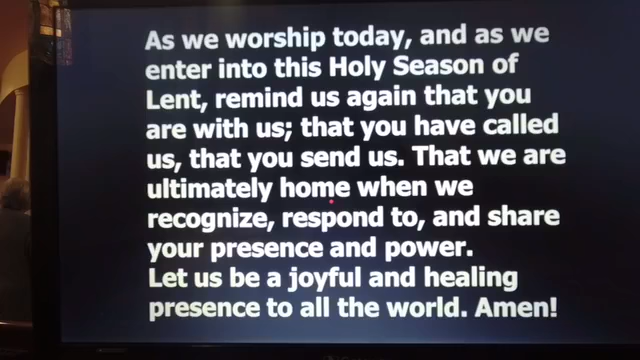 As we worship today, and as we
enter into this Holy Season of
Lent, remind us again that you
are with us; that you have called
us, that you send us. That we are
ultimately home when we
recognize, respond to, and share
your presence and power.
Let us be a joyful and healing
presence to all the world. Amen!